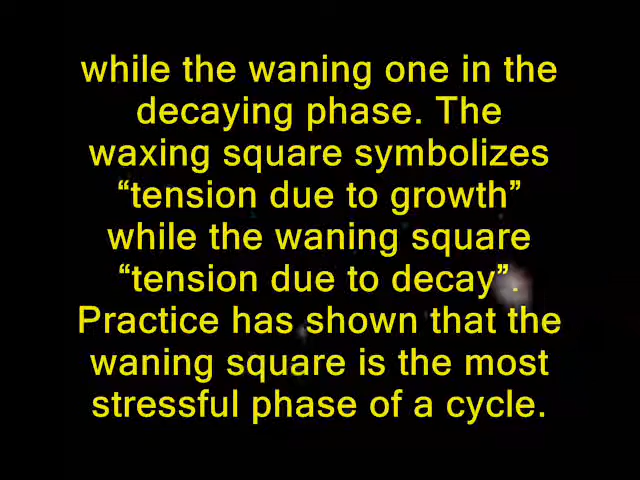 while the waning one in the
decaying phase. The
waxing square symbolizes
“tension due to growth”
while the waning square
“tension due to decay”.
Practice has shown that the
waning square is the most
stressful phase of a cycle.